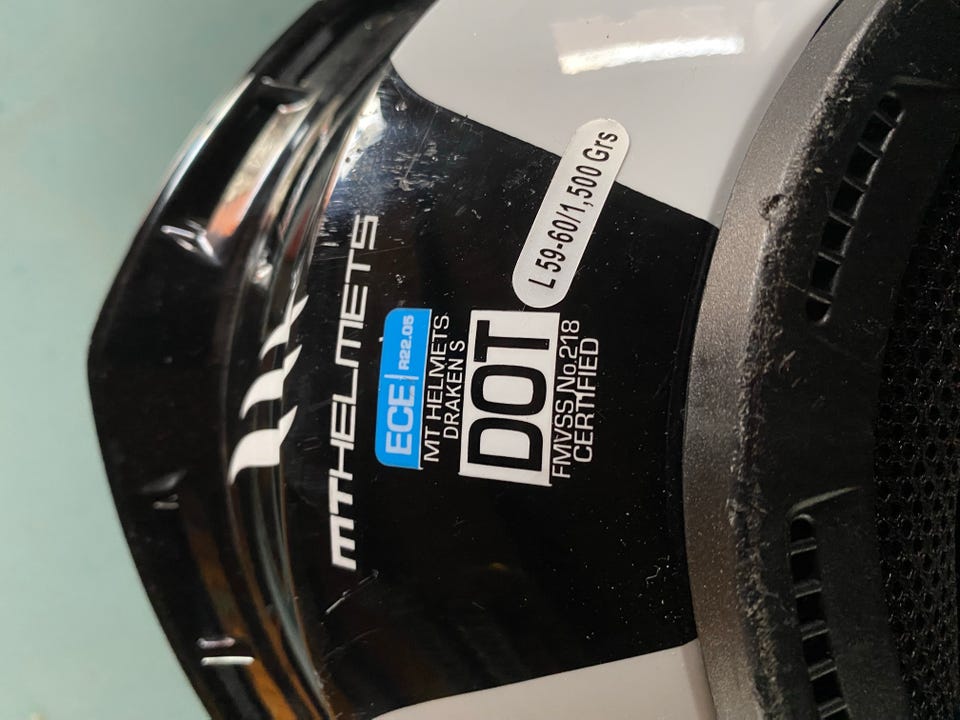 MTHELMETS
ECE R22.05
MT HELMETS
DRAKEN S
DOT
FMVSS No.218
CERTIFIED
L 59-60/1,500 Grs